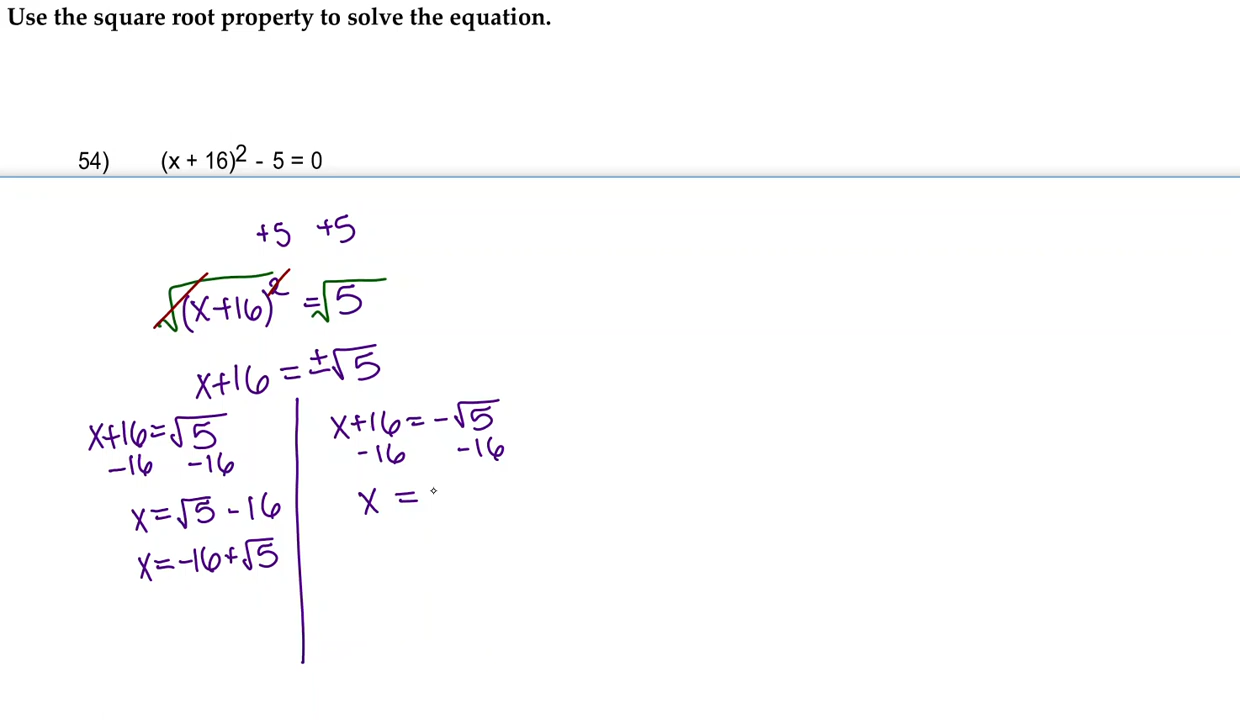 Use the square root property to solve the equation.
54) (x + 16)² - 5 = 0
+5 +5
√(x+16)² = √5
x+16 = ±√5
x+16 = √5
-16 -16
x = √5 - 16
x = -16 + √5
x+16 = -√5
-16 -16
x =